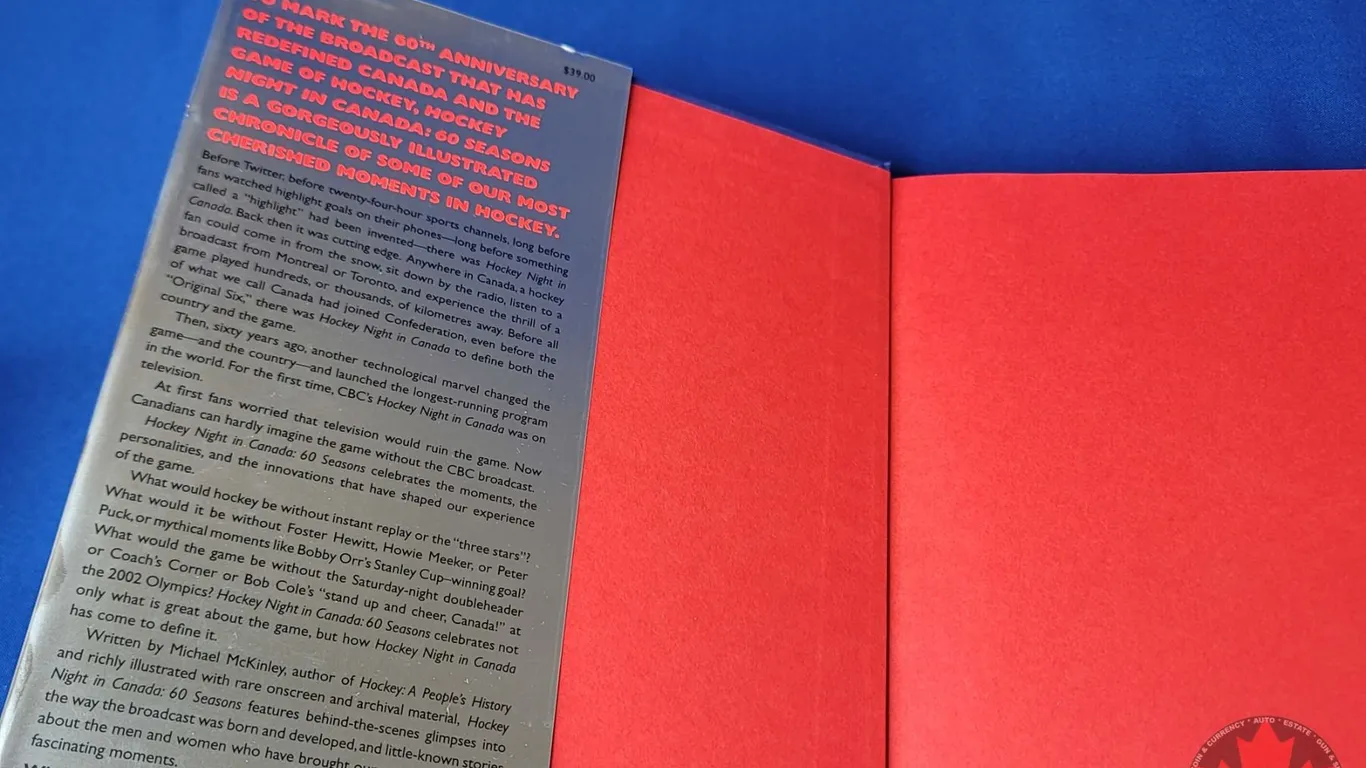 TO MARK THE 60TH ANNIVERSARY
OF THE BROADCAST THAT HAS
REDEFINED CANADA AND THE
GAME OF HOCKEY, HOCKEY
NIGHT IN CANADA: 60 SEASONS
IS A GORGEOUSLY ILLUSTRATED
CHRONICLE OF SOME OF OUR MOST
CHERISHED MOMENTS IN HOCKEY.
$39.00
Before Twitter, before twenty-four-hour sports channels, long before
fans watched highlight goals on their phones—long before something
called a "highlight" had been invented—there was Hockey Night in
Canada. Back then it was cutting edge. Anywhere in Canada, a hockey
fan could come in from the snow, sit down by the radio, listen to a
broadcast from Montreal or Toronto, and experience the thrill of a
game played hundreds, or thousands, of kilometres away. Before all
of what we call Canada had joined Confederation, even before the
"Original Six," there was Hockey Night in Canada to define both the
country and the game.
Then, sixty years ago, another technological marvel changed the
game—and the country—and launched the longest-running program
in the world. For the first time, CBC's Hockey Night in Canada was on
television.
At first fans worried that television would ruin the game. Now
Canadians can hardly imagine the game without the CBC broadcast.
Hockey Night in Canada: 60 Seasons celebrates the moments, the
personalities, and the innovations that have shaped our experience
of the game.
What would hockey be without instant replay or the "three stars"?
What would it be without Foster Hewitt, Howie Meeker, or Peter
Puck, or mythical moments like Bobby Orr's Stanley Cup–winning goal?
What would the game be without the Saturday-night doubleheader
or Coach's Corner or Bob Cole's "stand up and cheer, Canada!" at
the 2002 Olympics? Hockey Night in Canada: 60 Seasons celebrates not
only what is great about the game, but how Hockey Night in Canada
has come to define it.
Written by Michael McKinley, author of Hockey: A People's History
and richly illustrated with rare onscreen and archival material, Hockey
Night in Canada: 60 Seasons features behind-the-scenes glimpses into
the way the broadcast was born and developed, and little-known stories
about the men and women who have brought
fascinating moments.
COIN & CURRENCY • AUTO • ESTATE • GUN &